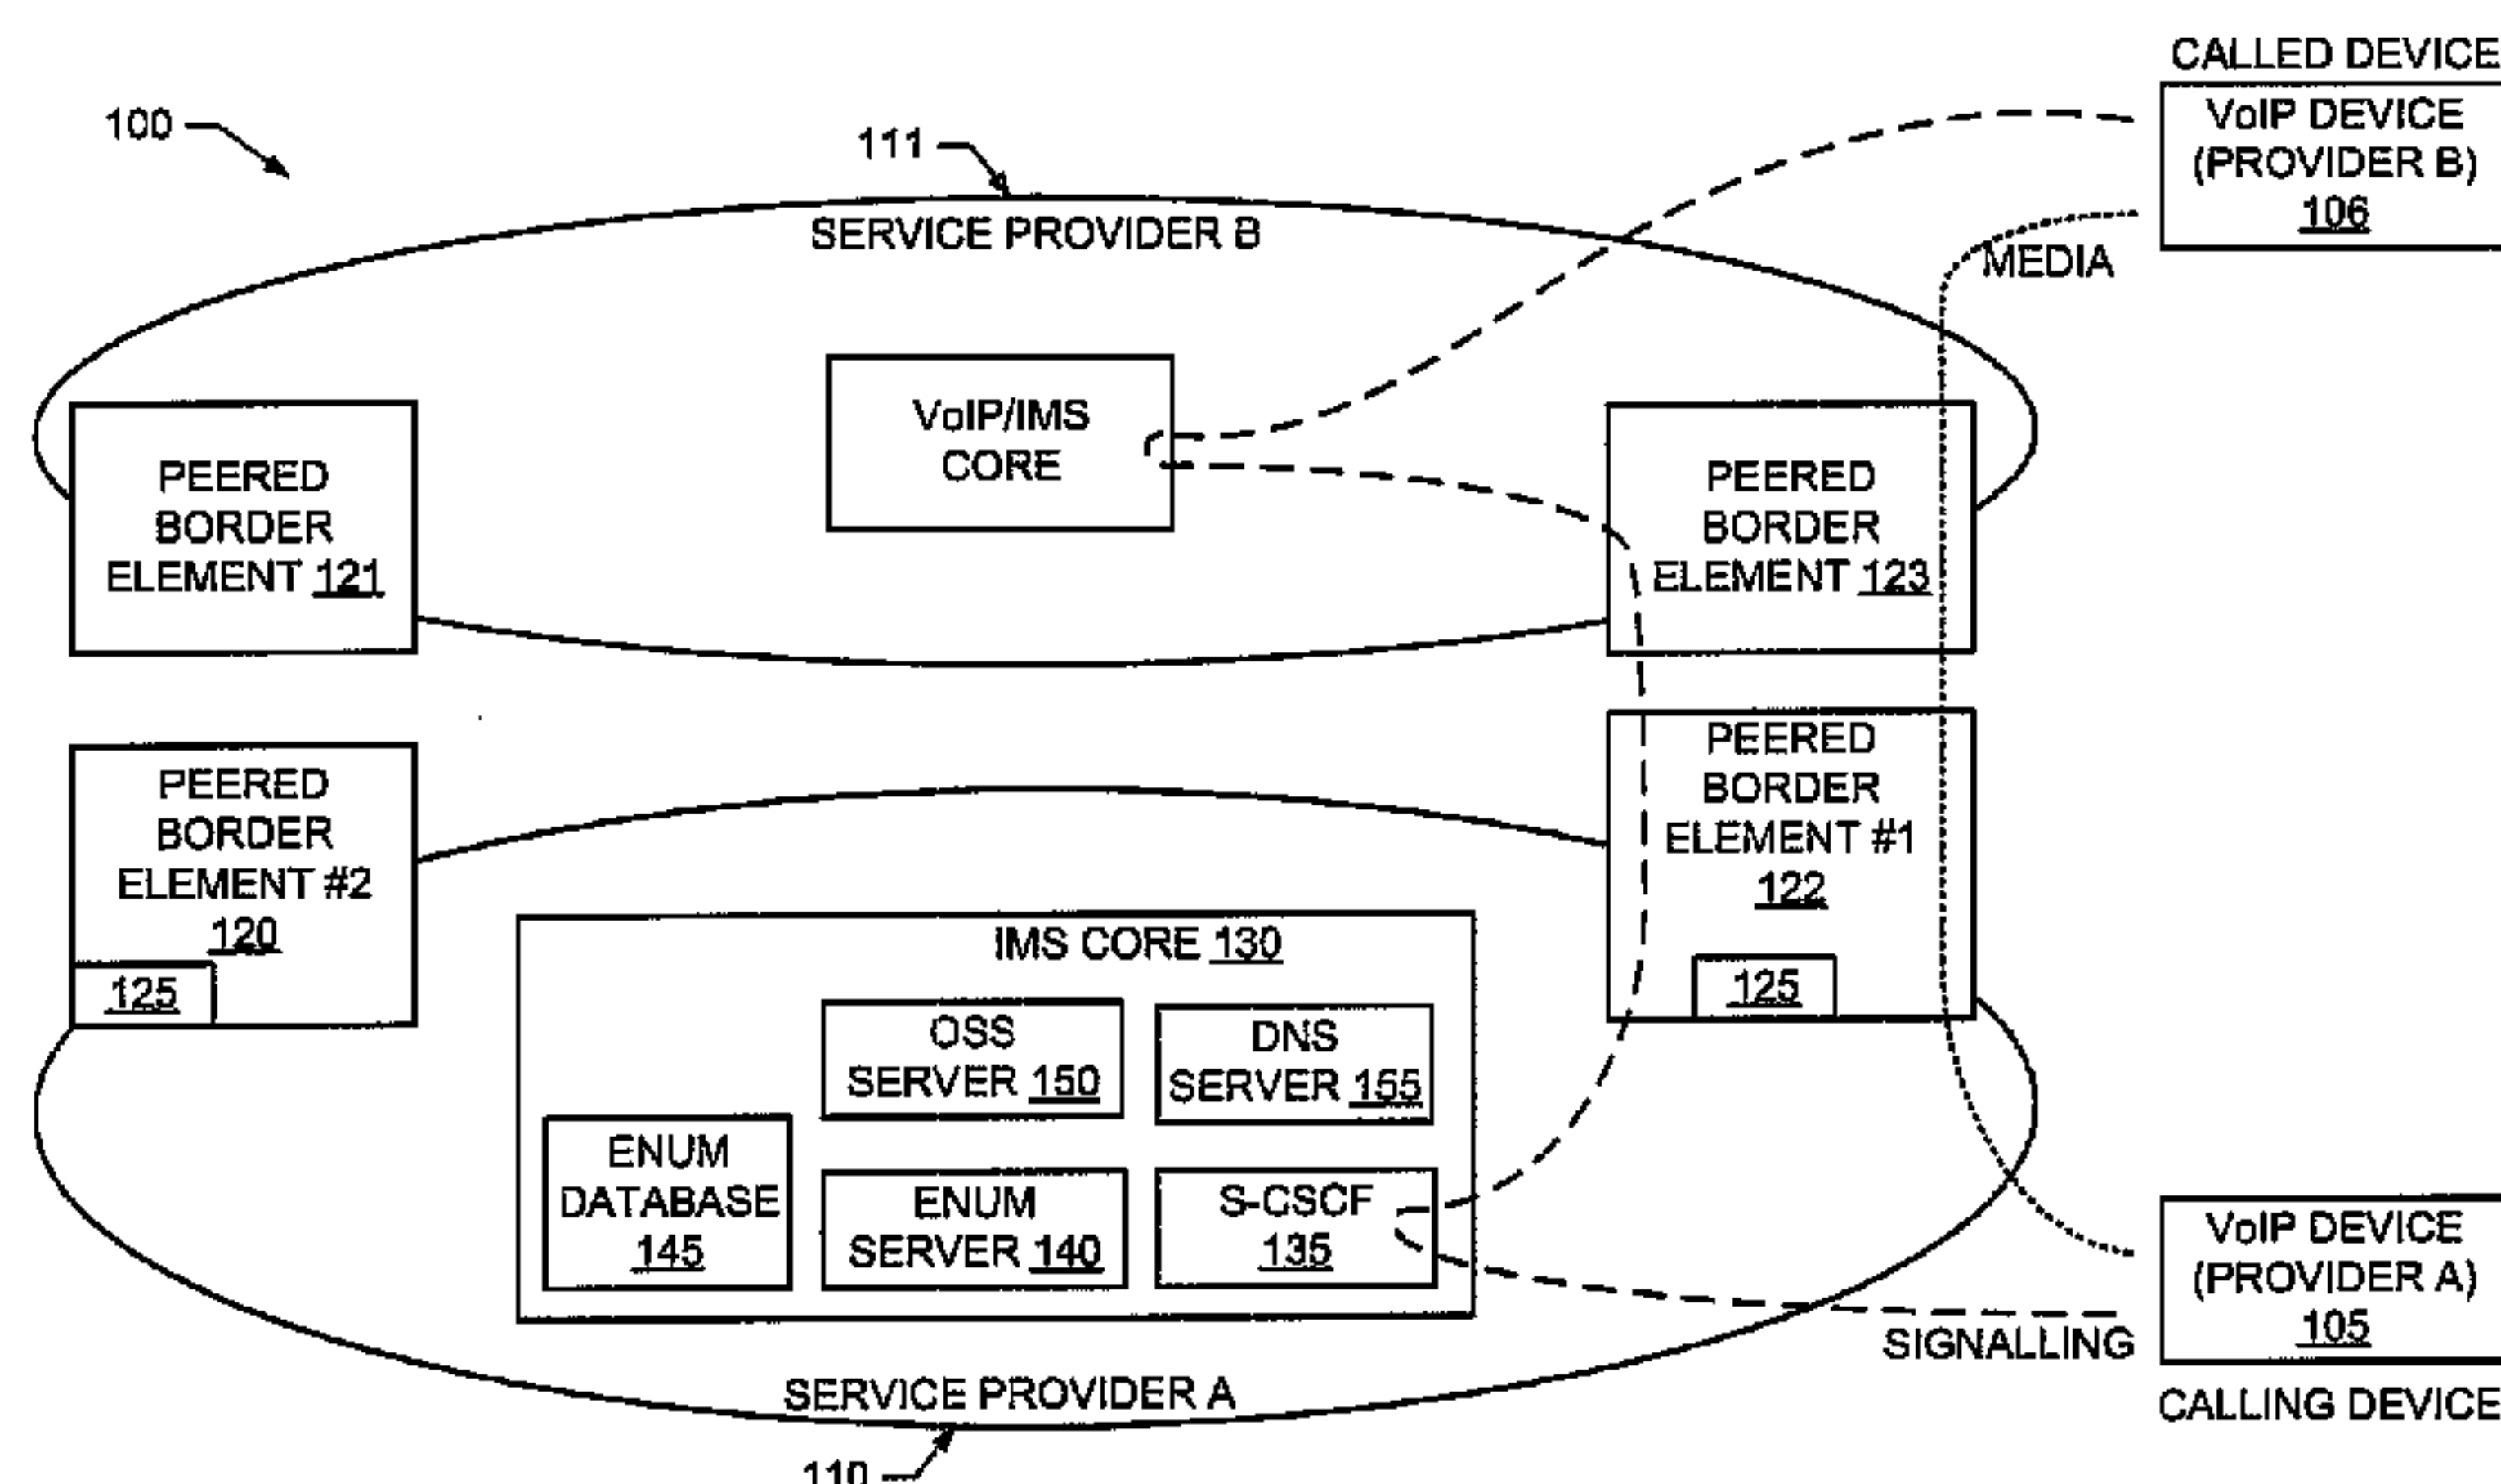 CALLED DEVICE
100
111
VoIP DEVICE
(PROVIDER B)
106
SERVICE PROVIDER B
MEDIA
VoIP/IMS
CORE
PEERED
BORDER
ELEMENT 121
PEERED
BORDER
ELEMENT 123
PEERED
BORDER
ELEMENT #2
120
125
PEERED
BORDER
ELEMENT #1
122
125
IMS CORE 130
OSS
SERVER 150
DNS
SERVER 155
ENUM
DATABASE
145
ENUM
SERVER 140
S-CSCF
135
VoIP DEVICE
(PROVIDER A)
105
SIGNALLING
SERVICE PROVIDER A
CALLING DEVICE
110